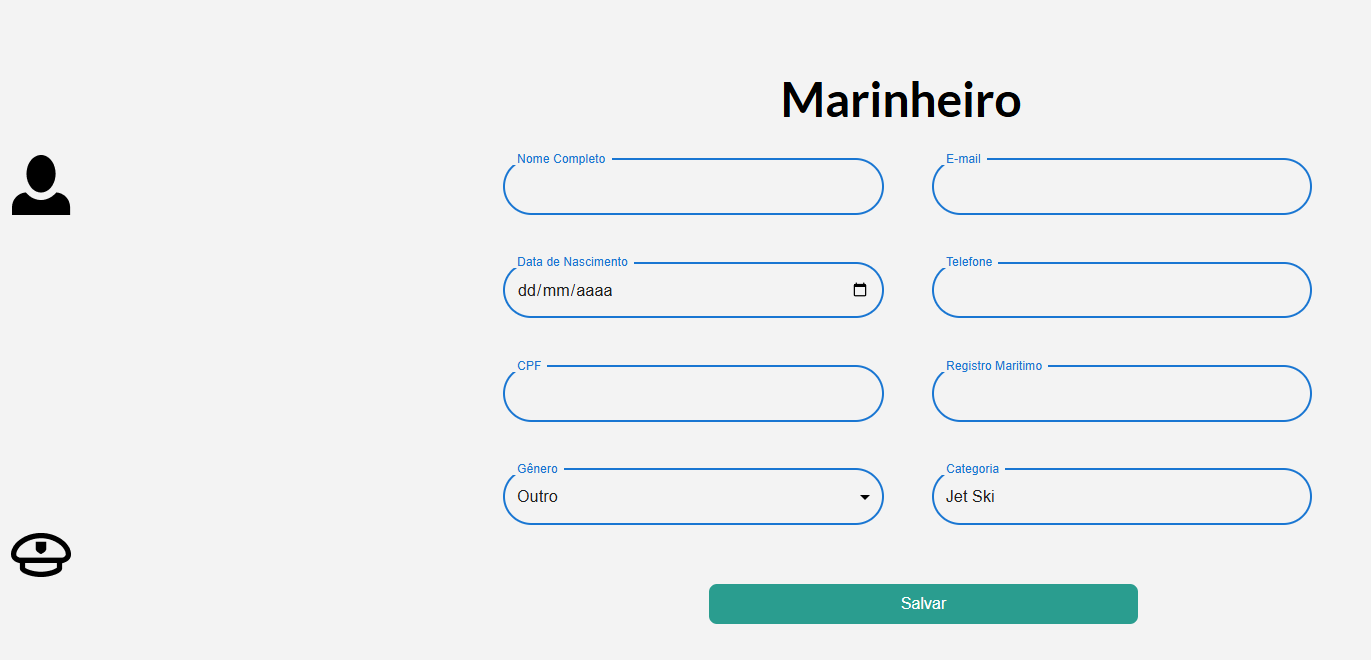 Marinheiro
Nome Completo
E-mail
Data de Nascimento
dd/mm/aaaa
Telefone
CPF
Registro Maritimo
Gênero
Outro
Categoria
Jet Ski
Salvar